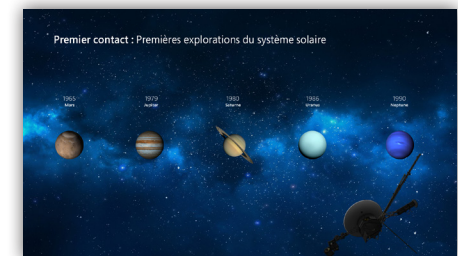 Premier contact : Premières explorations du système solaire
1965
Mars
1979
Jupiter
1980
Saturne
1986
Uranus
1990
Neptune